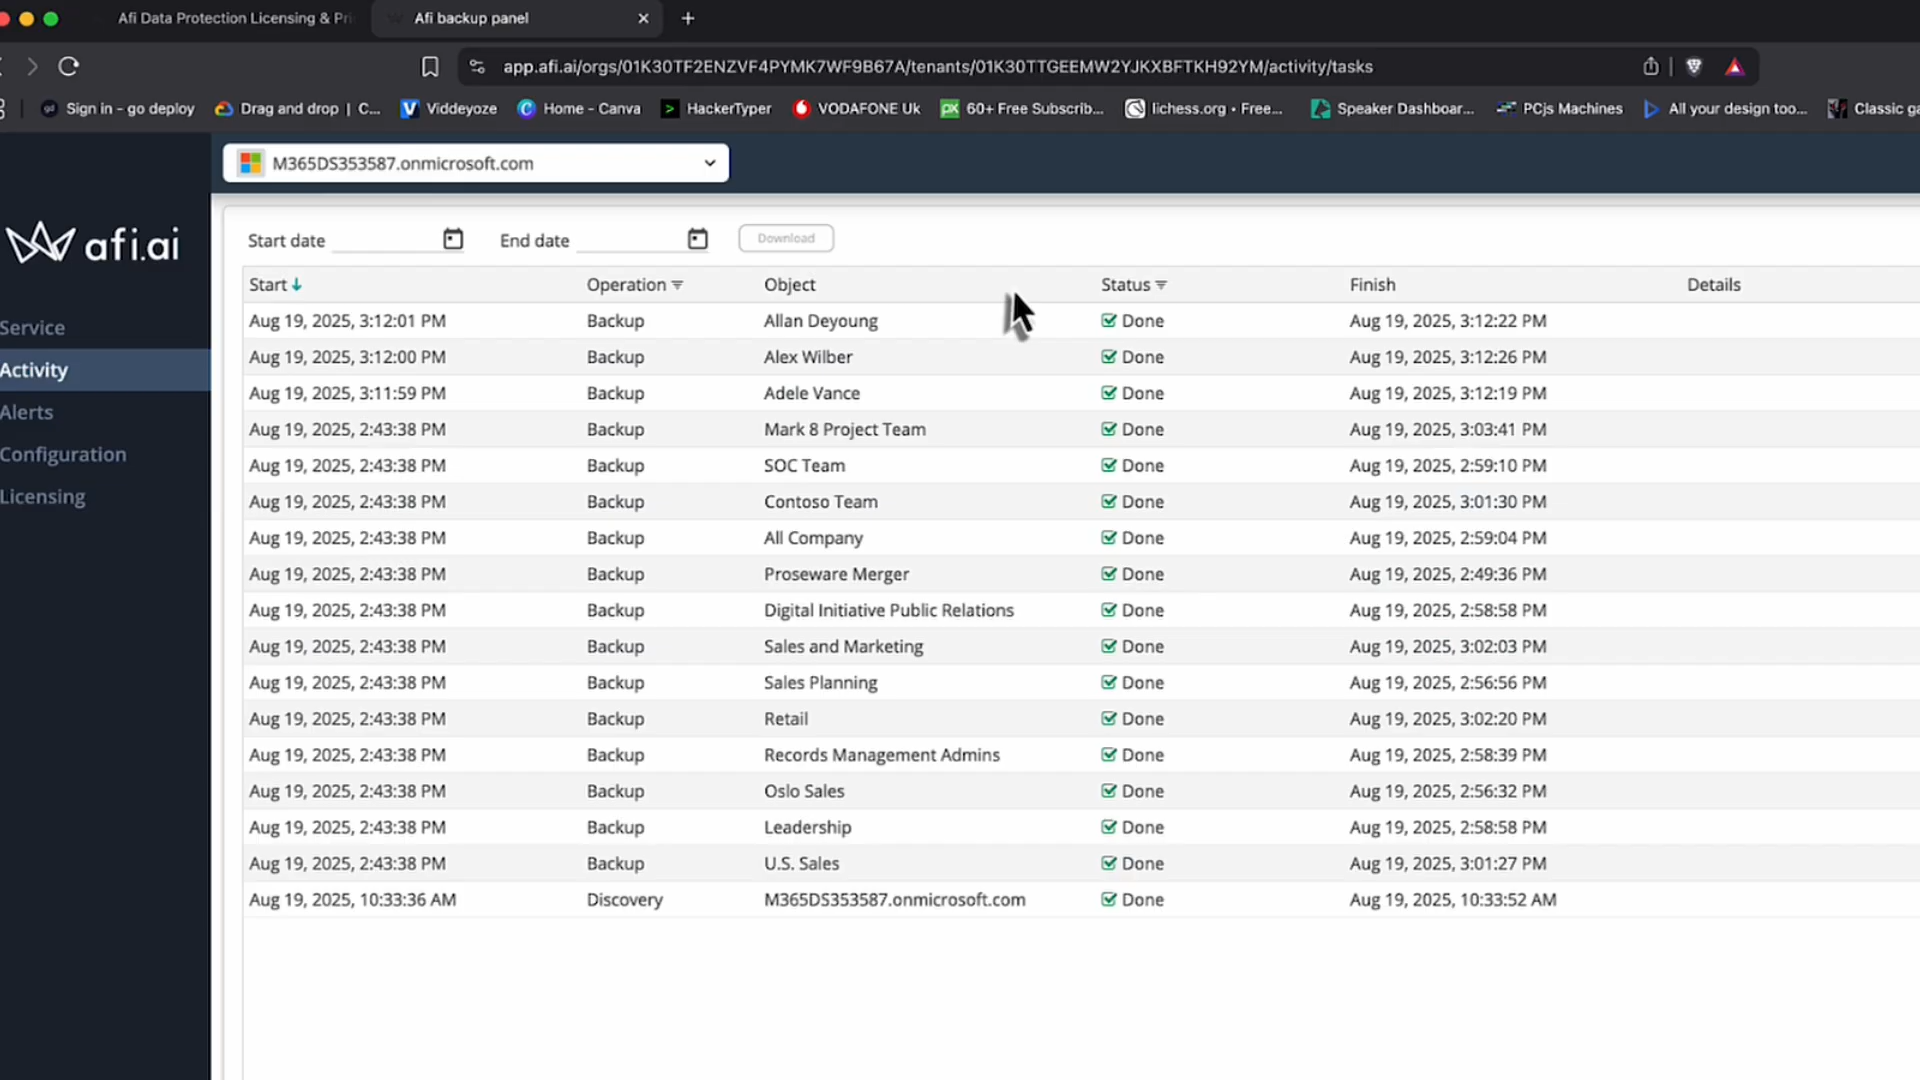 Afi Data Protection Licensing & Pri
Afi backup panel
app.afi.ai/orgs/01K30TF2ENZVF4PYMK7WF9B67A/tenants/01K30TTGEEMW2YJKXBFTKH92YM/activity/tasks
Sign in - go deploy
Drag and drop | C...
Viddeyoze
Home - Canva
HackerTyper
VODAFONE Uk
60+ Free Subscrib...
lichess.org • Free...
Speaker Dashboar...
PCjs Machines
All your design too...
Classic ga
M365DS353587.onmicrosoft.com
afi.ai
Service
Activity
Alerts
Configuration
Licensing
Start date
End date
Download
Start Operation Object Status Finish Details
Aug 19, 2025, 3:12:01 PM Backup Allan Deyoung Done Aug 19, 2025, 3:12:22 PM
Aug 19, 2025, 3:12:00 PM Backup Alex Wilber Done Aug 19, 2025, 3:12:26 PM
Aug 19, 2025, 3:11:59 PM Backup Adele Vance Done Aug 19, 2025, 3:12:19 PM
Aug 19, 2025, 2:43:38 PM Backup Mark 8 Project Team Done Aug 19, 2025, 3:03:41 PM
Aug 19, 2025, 2:43:38 PM Backup SOC Team Done Aug 19, 2025, 2:59:10 PM
Aug 19, 2025, 2:43:38 PM Backup Contoso Team Done Aug 19, 2025, 3:01:30 PM
Aug 19, 2025, 2:43:38 PM Backup All Company Done Aug 19, 2025, 2:59:04 PM
Aug 19, 2025, 2:43:38 PM Backup Proseware Merger Done Aug 19, 2025, 2:49:36 PM
Aug 19, 2025, 2:43:38 PM Backup Digital Initiative Public Relations Done Aug 19, 2025, 2:58:58 PM
Aug 19, 2025, 2:43:38 PM Backup Sales and Marketing Done Aug 19, 2025, 3:02:03 PM
Aug 19, 2025, 2:43:38 PM Backup Sales Planning Done Aug 19, 2025, 2:56:56 PM
Aug 19, 2025, 2:43:38 PM Backup Retail Done Aug 19, 2025, 3:02:20 PM
Aug 19, 2025, 2:43:38 PM Backup Records Management Admins Done Aug 19, 2025, 2:58:39 PM
Aug 19, 2025, 2:43:38 PM Backup Oslo Sales Done Aug 19, 2025, 2:56:32 PM
Aug 19, 2025, 2:43:38 PM Backup Leadership Done Aug 19, 2025, 2:58:58 PM
Aug 19, 2025, 2:43:38 PM Backup U.S. Sales Done Aug 19, 2025, 3:01:27 PM
Aug 19, 2025, 10:33:36 AM Discovery M365DS353587.onmicrosoft.com Done Aug 19, 2025, 10:33:52 AM